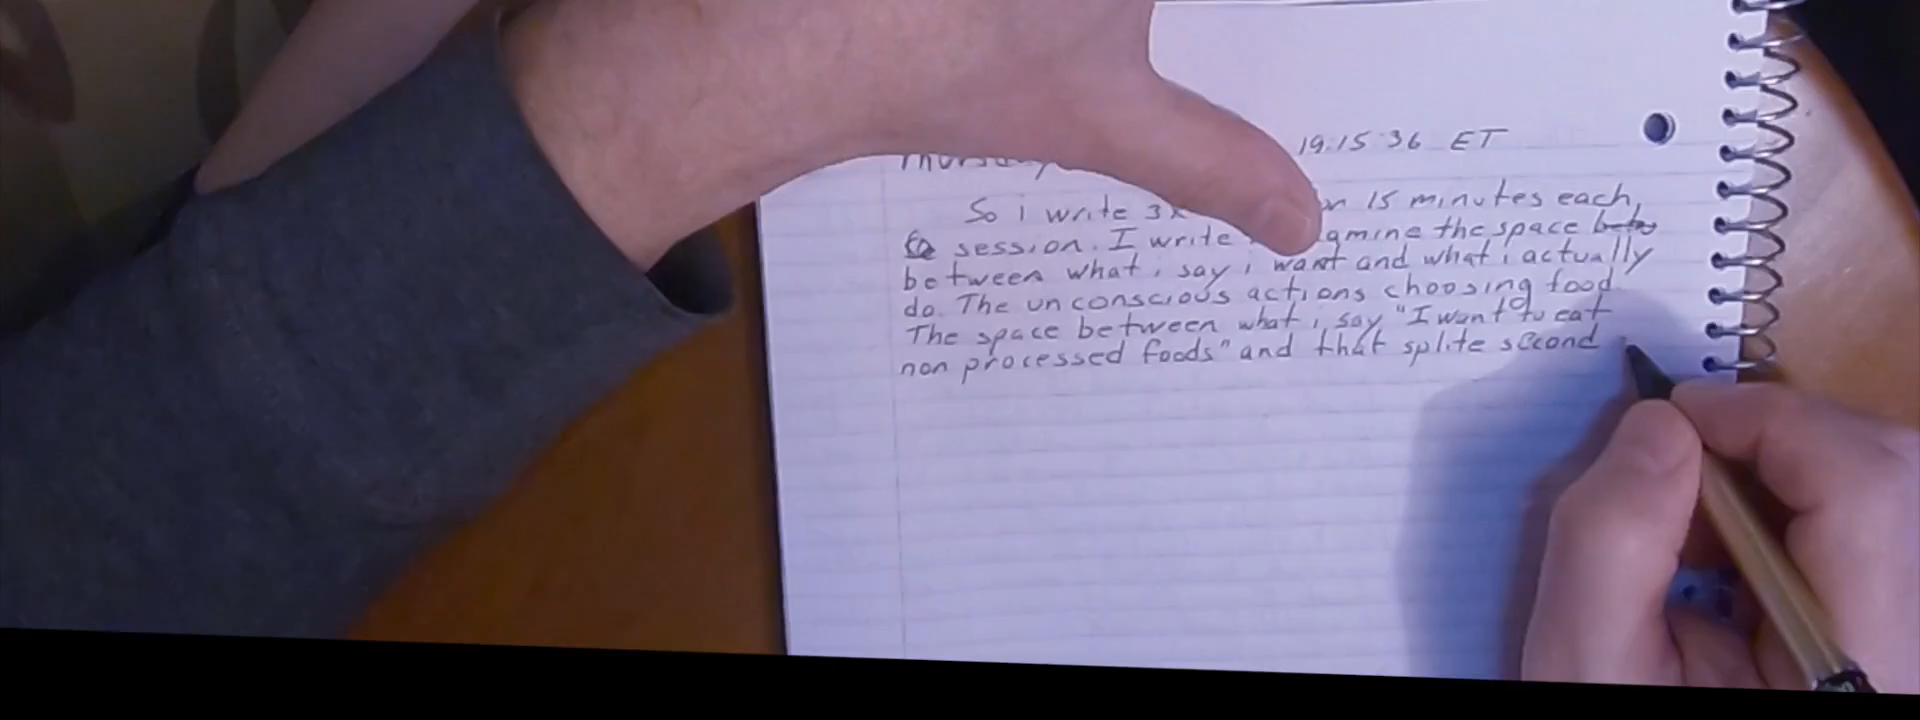 Thursday 19:15:36 ET
So i write 3x 15 minutes each,
session. I write the space
between what i say i want and what i actually
do. The unconscious actions choosing food.
The space between what i say "I want to eat
non processed foods" and that splite second